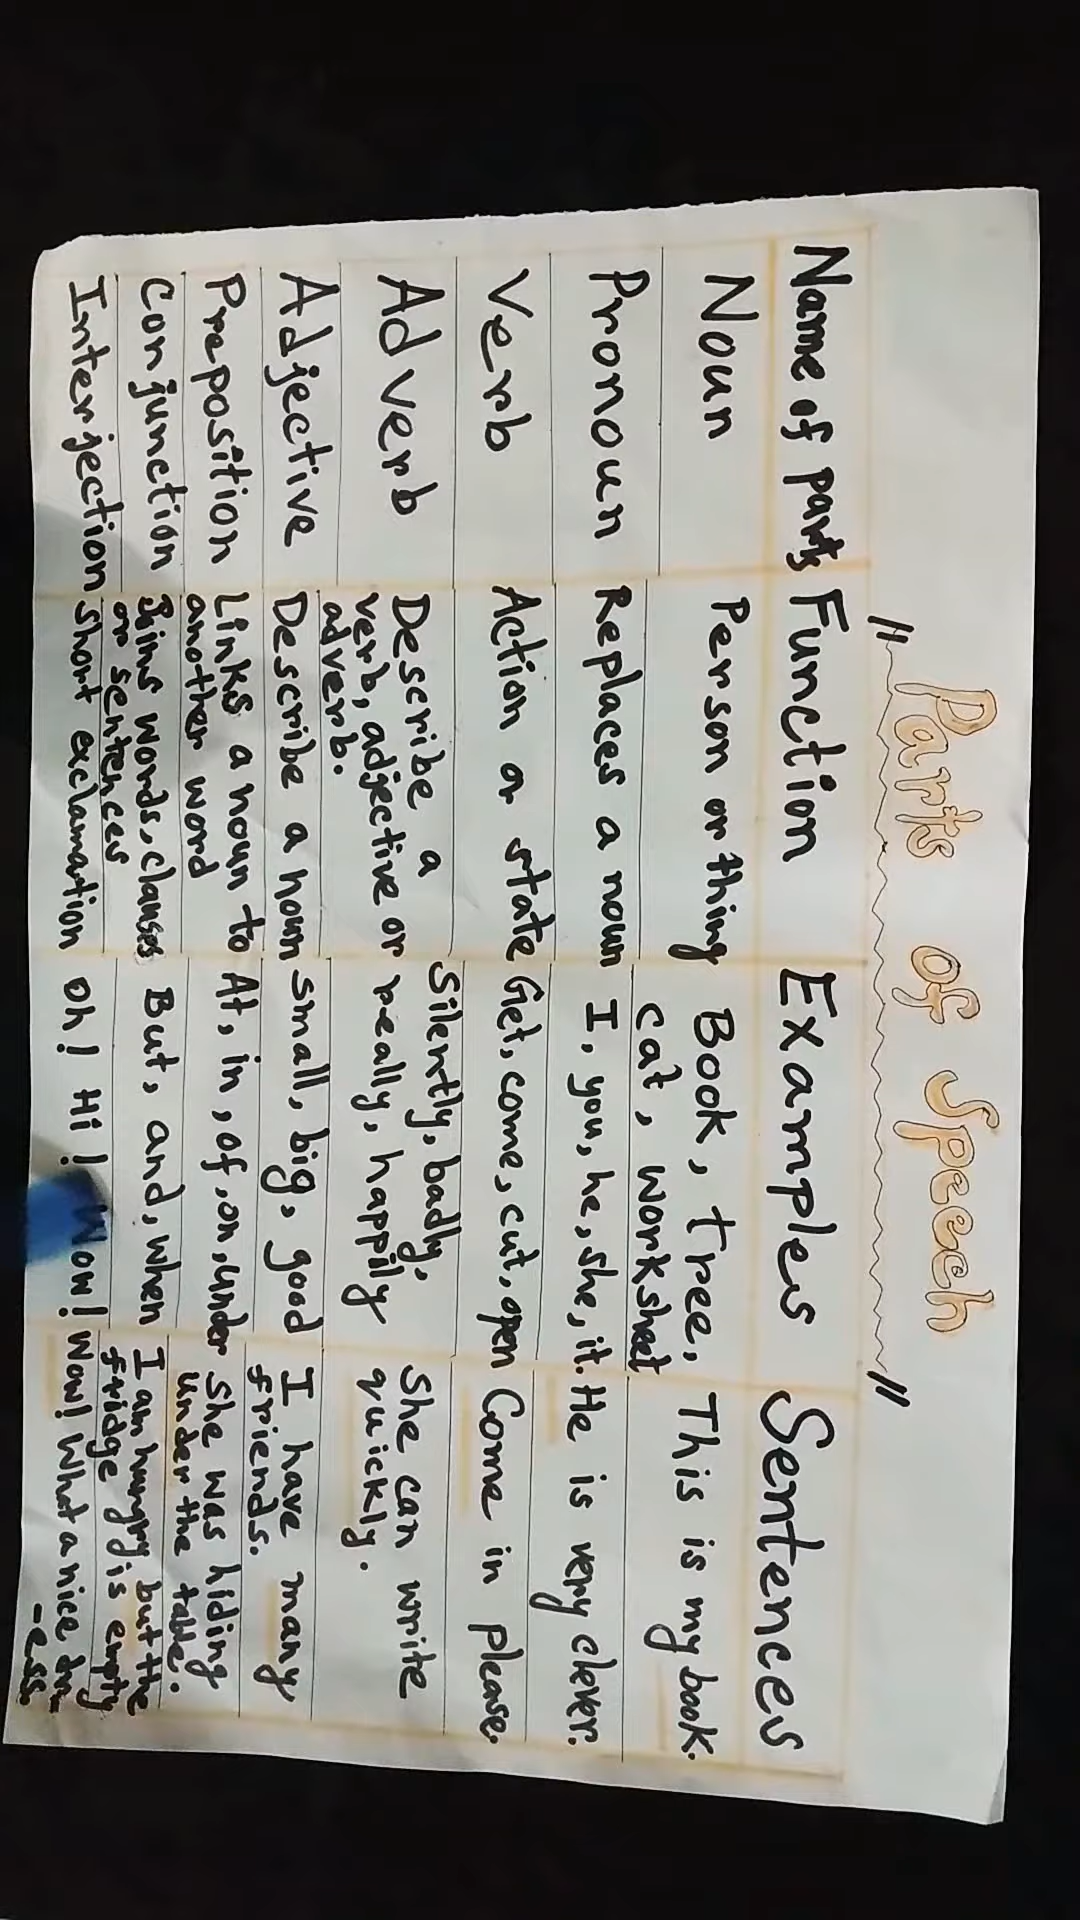 "Parts of Speech"
Name of parts Function Examples Sentences
Noun Person or thing Book, tree, cat, worksheet This is my book.
Pronoun Replaces a noun I, you, he, she, it. He is very clever.
Verb Action or state Get, come, cut, open Come in please.
Adverb Describe a verb, adjective or adverb. Silently, badly, really, happily She can write quickly.
Adjective Describe a noun small, big, good I have many friends.
Preposition Links a noun to another word At, in, of, on, under She was hiding under the table.
Conjunction Joins words, clauses or sentences But, and, when I am hungry but the fridge is empty
Interjection Short exclamation Oh! Hi! Wow! Wow! What a nice dr-ess.